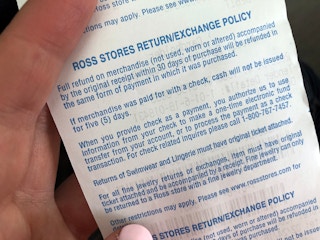 Ross store
ctions may apply. Please see www
ROSS STORES RETURN/EXCHANGE POLICY
Full refund on merchandise (not used, worn or altered) accompanied
by the original receipt within 30 days of purchase will be refunded in
the same form of payment in which it was purchased.
If merchandise was paid for with a check, cash will not be issued
for five (5) days.
When you provide check as a payment, you authorize us to use
information from your check to make a one-time electronic fund
transfer from your account, or to process the payment as a check
transaction. For check related inquires please call 1-800-767-7457.
Returns of Swimwear and Lingerie must have original ticket attached.
For all fine jewelry returns or exchanges, item must have original
ticket attached and be accompanied by a receipt. Fine jewelry can only
be returned to a Ross Store with a fine jewelry department.
Other restrictions may apply. Please see www.rossstores.com for
S STORES RETURN/EXCHANGE POLICY
(not used, worn or altered) accompanied
of purchase will be refunded in